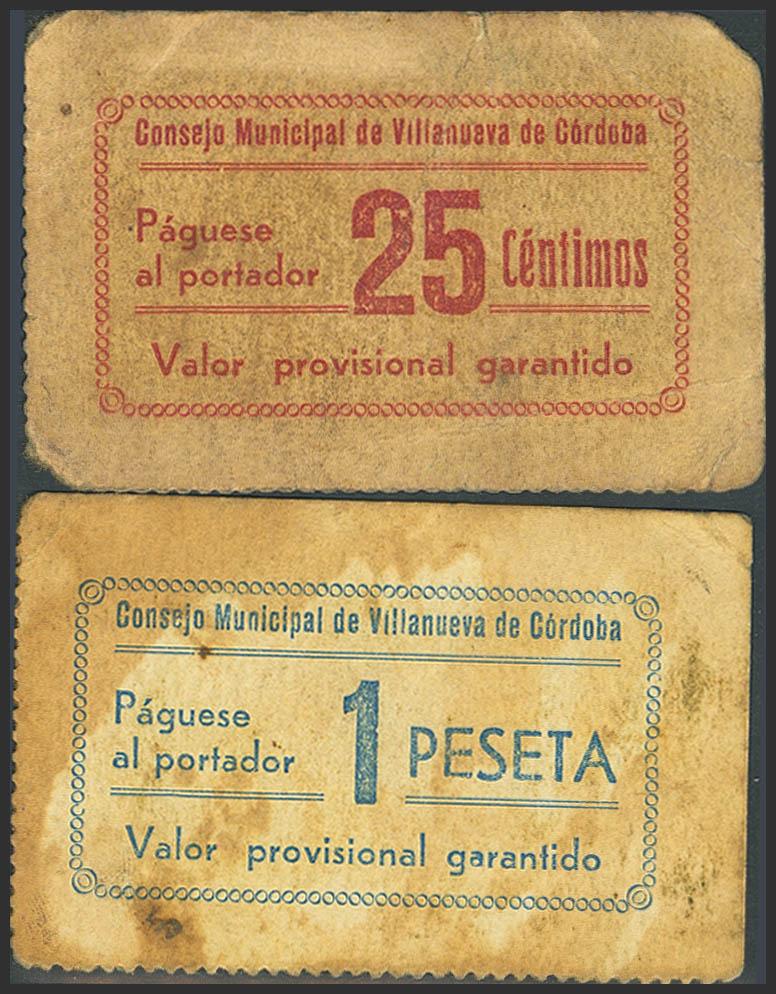 Consejo Municipal de Villanueva de Córdoba
Páguese
al portador
25 Céntimos
Valor provisional garantido
Consejo Municipal de Villanueva de Córdoba
Páguese
al portador
1 PESETA
Valor provisional garantido